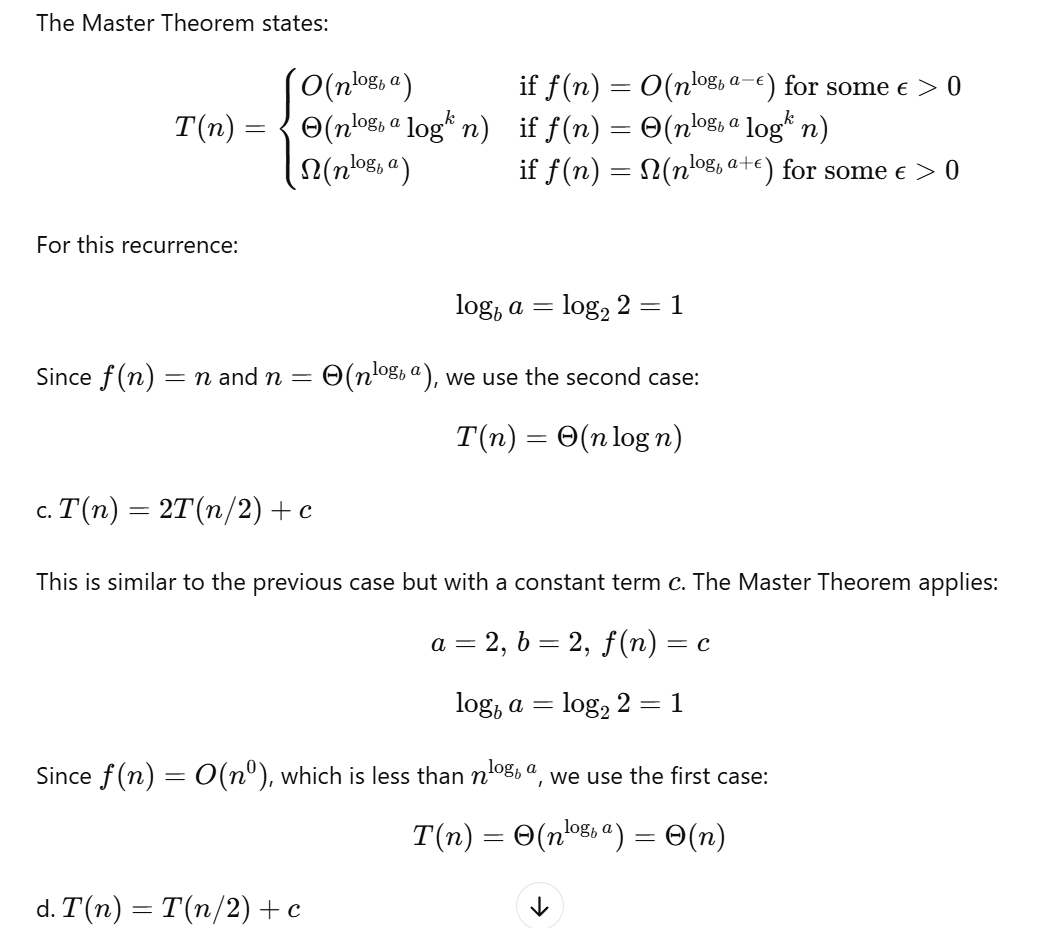 The Master Theorem states:
T(n) = { O(n^{log_b a}) if f(n) = O(n^{log_b a−ϵ}) for some ϵ > 0
Θ(n^{log_b a} log^k n) if f(n) = Θ(n^{log_b a} log^k n)
Ω(n^{log_b a}) if f(n) = Ω(n^{log_b a+ϵ}) for some ϵ > 0
For this recurrence:
log_b a = log_2 2 = 1
Since f(n) = n and n = Θ(n^{log_b a}), we use the second case:
T(n) = Θ(n log n)
c. T(n) = 2T(n/2) + c
This is similar to the previous case but with a constant term c. The Master Theorem applies:
a = 2, b = 2, f(n) = c
log_b a = log_2 2 = 1
Since f(n) = O(n^0), which is less than n^{log_b a}, we use the first case:
T(n) = Θ(n^{log_b a}) = Θ(n)
d. T(n) = T(n/2) + c